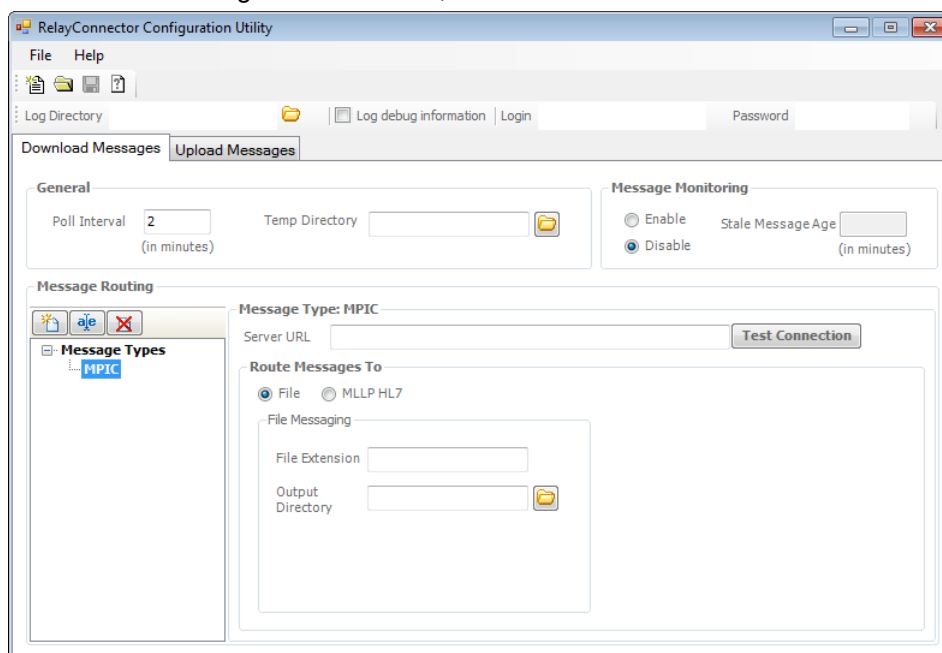 RelayConnector Configuration Utility
File Help
Log Directory Log debug information Login Password
Download Messages Upload Messages
General Message Monitoring
Poll Interval 2 Temp Directory Enable Stale Message Age
(in minutes) Disable (in minutes)
Message Routing
Message Type: MPIC
Server URL Test Connection
Message Types
MPIC
Route Messages To
File MLLP HL7
File Messaging
File Extension
Output
Directory